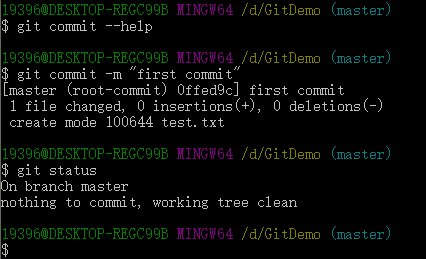 19396@DESKTOP-REGC99B MINGW64 /d/GitDemo (master)
$ git commit --help
19396@DESKTOP-REGC99B MINGW64 /d/GitDemo (master)
$ git commit -m "first commit"
[master (root-commit) 0ffed9c] first commit
 1 file changed, 0 insertions(+), 0 deletions(-)
 create mode 100644 test.txt
19396@DESKTOP-REGC99B MINGW64 /d/GitDemo (master)
$ git status
On branch master
nothing to commit, working tree clean
19396@DESKTOP-REGC99B MINGW64 /d/GitDemo (master)
$